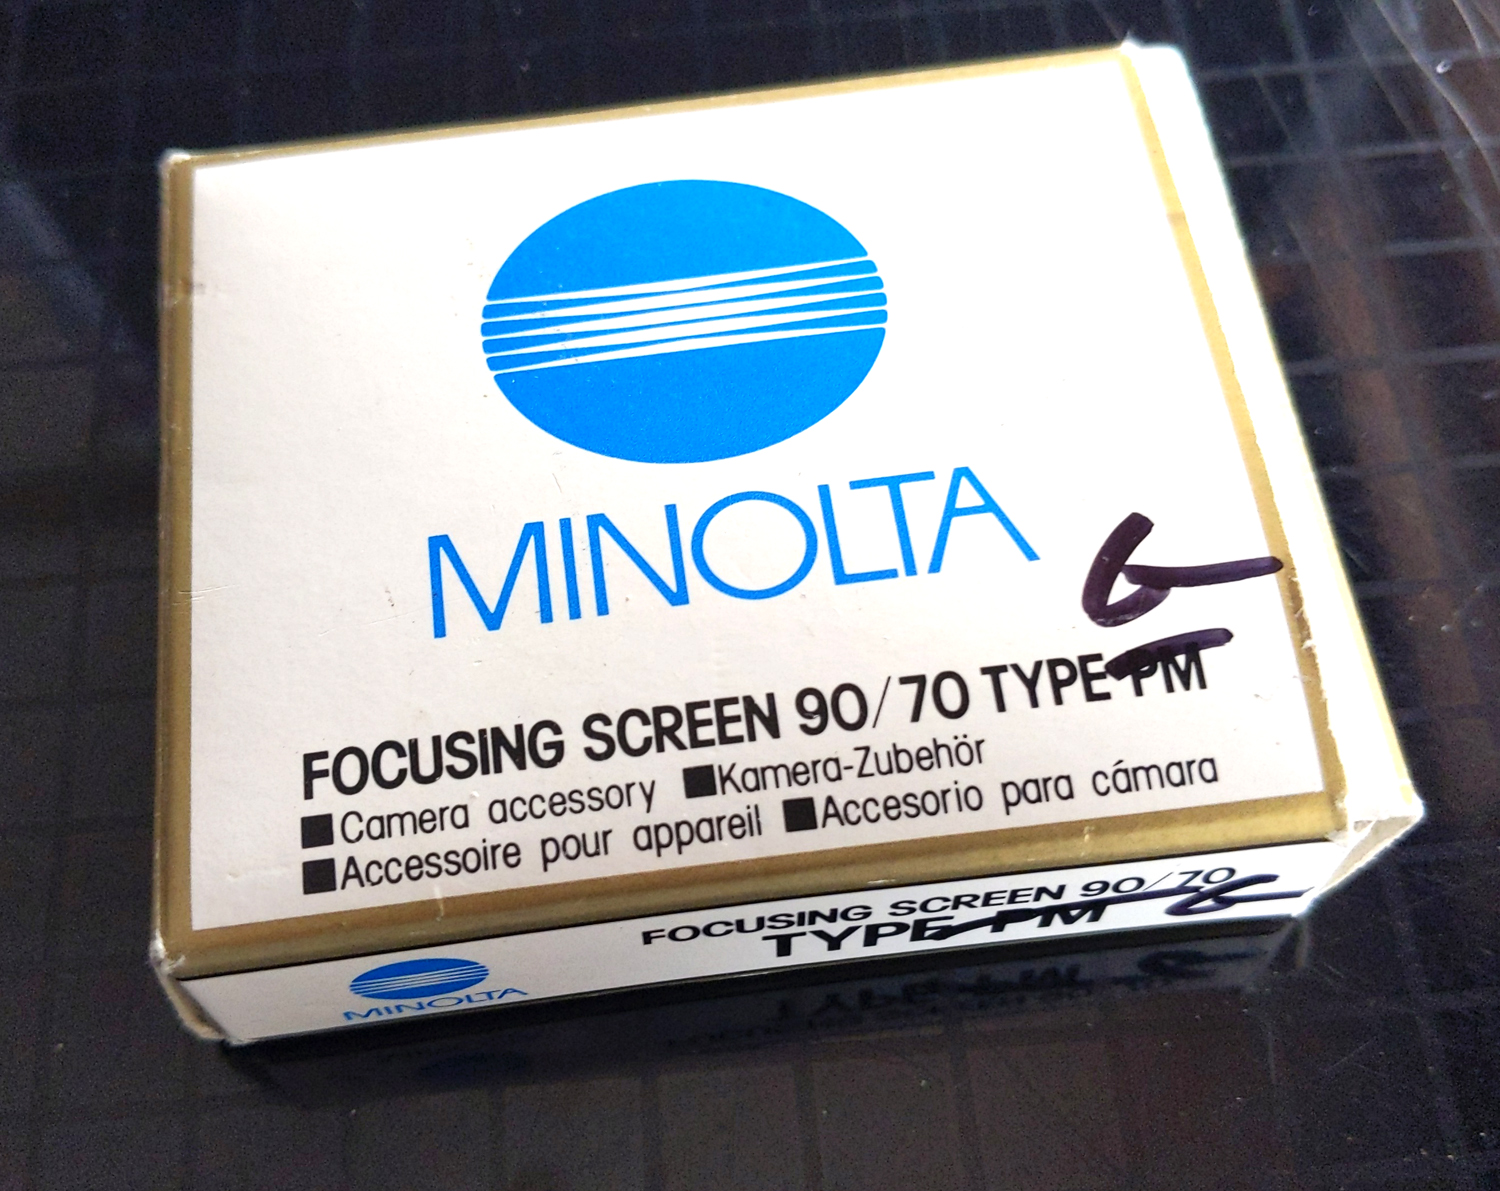 MINOLTA
G
FOCUSING SCREEN 90/70 TYPE PM
■Camera accessory ■Kamera-Zubehör
■Accessoire pour appareil ■Accesorio para cámara
MINOLTA
FOCUSING SCREEN 90/70
TYPE PM G